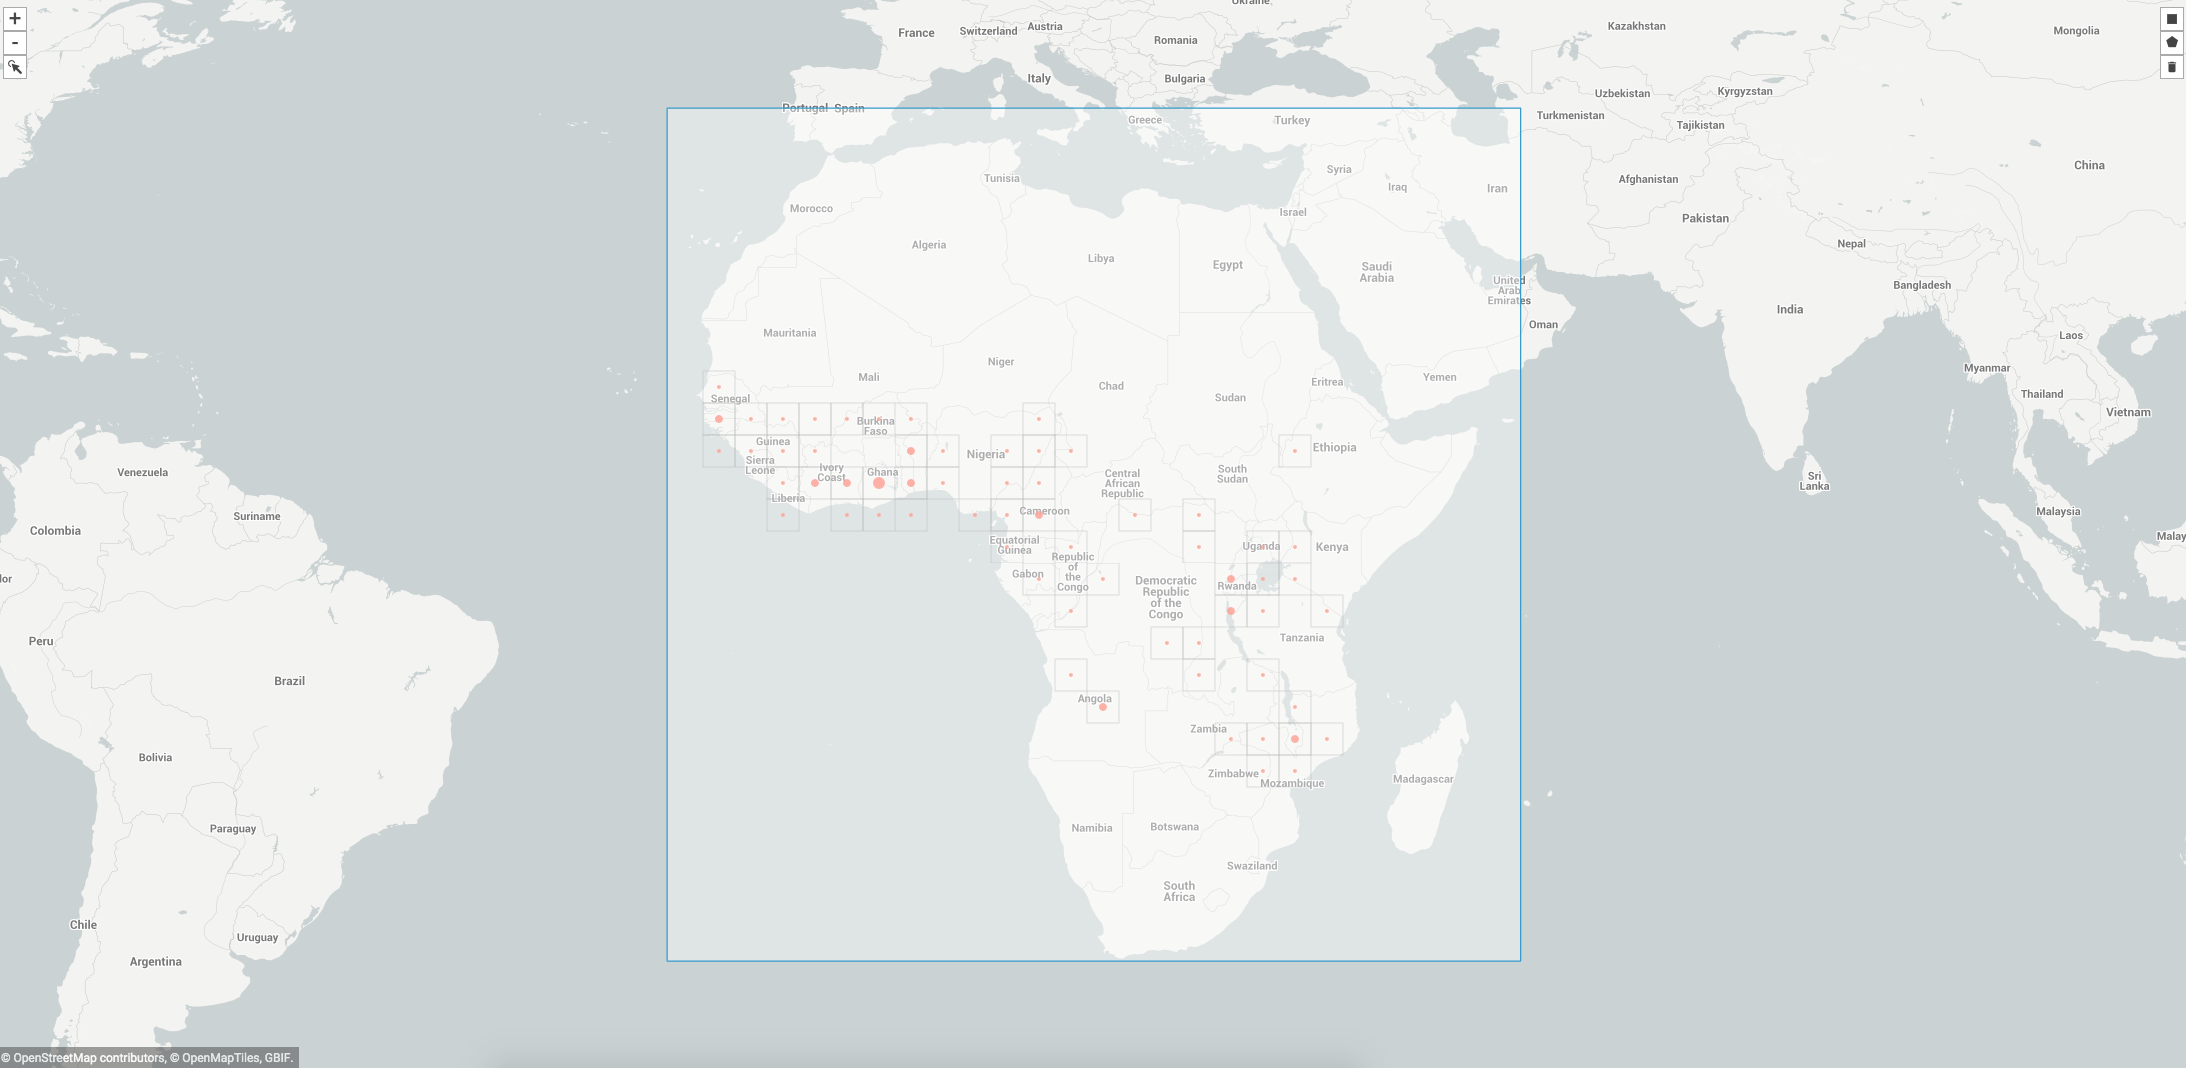 +
-
Ukraine
France
Switzerland
Austria
Romania
Italy
Bulgaria
Kazakhstan
Mongolia
Portugal
Spain
Greece
Turkey
Uzbekistan
Kyrgyzstan
Turkmenistan
Tajikistan
China
Tunisia
Syria
Iraq
Iran
Afghanistan
Morocco
Israel
Pakistan
Algeria
Libya
Egypt
Saudi
Arabia
Nepal
United
Arab
Emirates
Bangladesh
India
Oman
Mauritania
Laos
Niger
Mali
Chad
Eritrea
Yemen
Myanmar
Senegal
Sudan
Thailand
Vietnam
Burkina
Faso
Guinea
Nigeria
Ethiopia
Sierra
Leone
Ivory
Coast
Ghana
Central
African
Republic
South
Sudan
Sri
Lanka
Venezuela
Liberia
Cameroon
Malaysia
Suriname
Colombia
Equatorial
Guinea
Republic
of
the
Congo
Uganda
Kenya
Malay
dor
Gabon
Democratic
Republic
of the
Congo
Rwanda
Peru
Tanzania
Brazil
Angola
Zambia
Bolivia
Zimbabwe
Mozambique
Madagascar
Paraguay
Namibia
Botswana
Swaziland
South
Africa
Chile
Uruguay
Argentina
© OpenStreetMap contributors, © OpenMapTiles, GBIF.